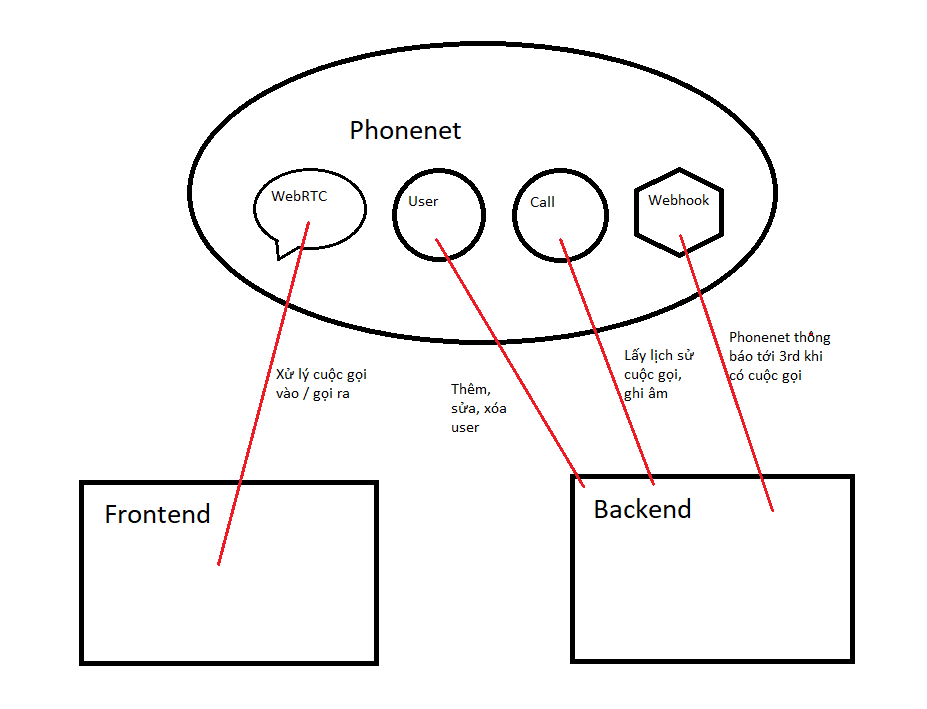 Phonenet
WebRTC
User
Call
Webhook
Xử lý cuộc gọi
vào / gọi ra
Thêm,
sửa, xóa
user
Lấy lịch sử
cuộc gọi,
ghi âm
Phonenet thông
báo tới 3rd khi
có cuộc gọi
Frontend
Backend